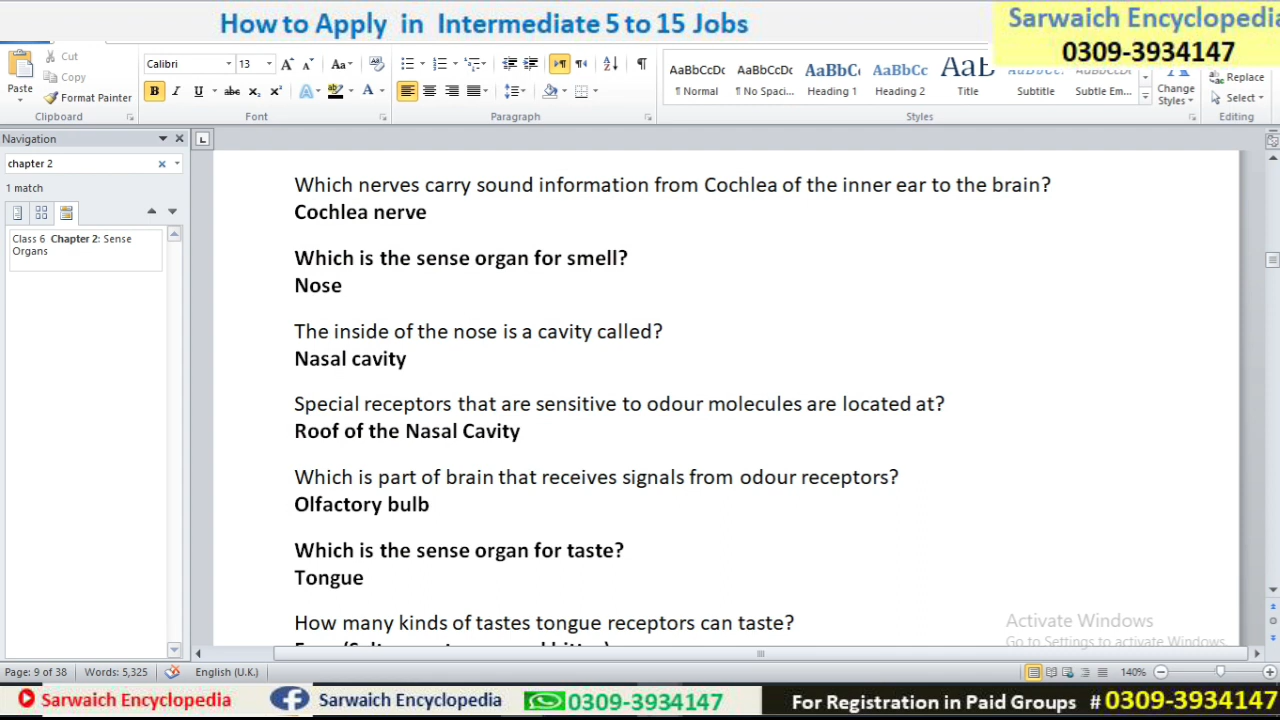 How to Apply in Intermediate 5 to 15 Jobs
Sarwaich Encyclopedia
0309-3934147
Cut
Copy
Paste
Format Painter
Clipboard
Calibri
13
Font
Paragraph
AaBbCcDc
AaBbCcDc
AaBbCc
AaBbCc
AaB
AaBbCc.
AaBbCcDc
¶ Normal
¶ No Spaci...
Heading 1
Heading 2
Title
Subtitle
Subtle Em...
Change
Styles
Styles
Replace
Select
Editing
Navigation
chapter 2
1 match
Class 6 Chapter 2: Sense
Organs
Which nerves carry sound information from Cochlea of the inner ear to the brain?
Cochlea nerve
Which is the sense organ for smell?
Nose
The inside of the nose is a cavity called?
Nasal cavity
Special receptors that are sensitive to odour molecules are located at?
Roof of the Nasal Cavity
Which is part of brain that receives signals from odour receptors?
Olfactory bulb
Which is the sense organ for taste?
Tongue
How many kinds of tastes tongue receptors can taste?
Activate Windows
Go to Settings to activate Windows.
Page: 9 of 38
Words: 5,325
English (U.K.)
140%
Sarwaich Encyclopedia
Sarwaich Encyclopedia
0309-3934147
For Registration in Paid Groups # 0309-3934147